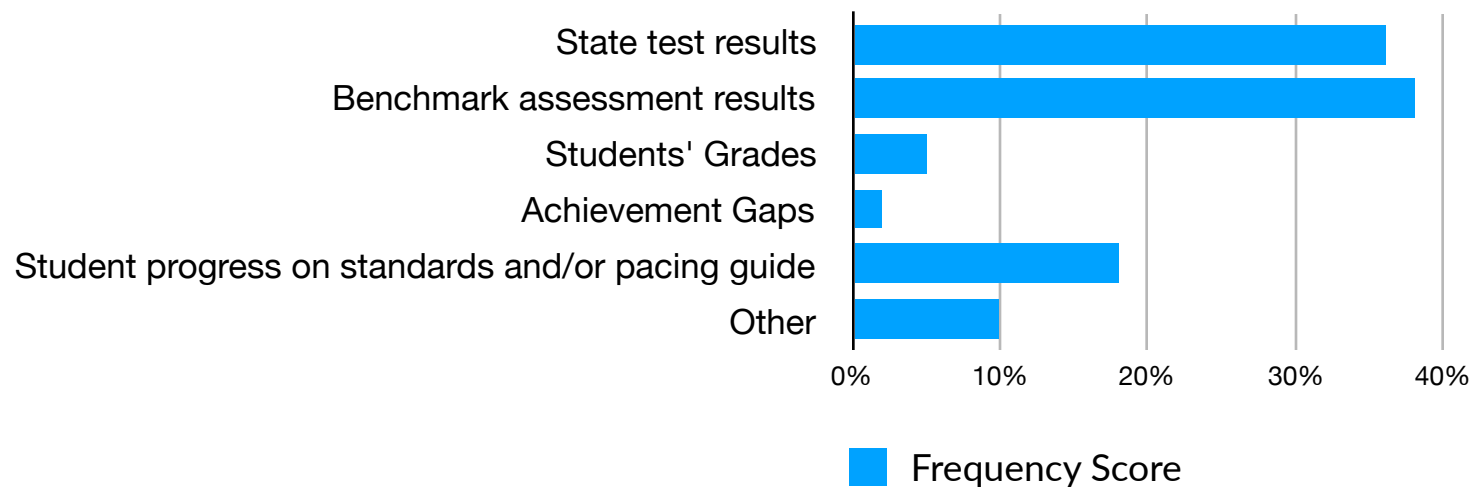 State test results
Benchmark assessment results
Students' Grades
Achievement Gaps
Student progress on standards and/or pacing guide
Other
0% 10% 20% 30% 40%
Frequency Score